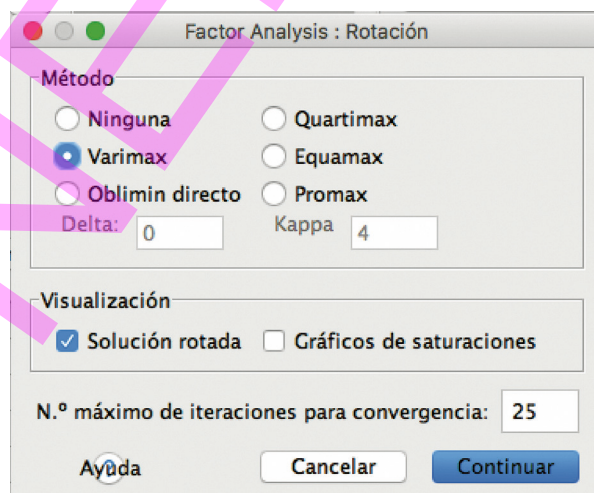 Factor Analysis : Rotación
Método
Ninguna Quartimax
Varimax Equamax
Oblimin directo Promax
Delta: 0 Kappa 4
Visualización
Solución rotada Gráficos de saturaciones
N.º máximo de iteraciones para convergencia: 25
Ayuda Cancelar Continuar